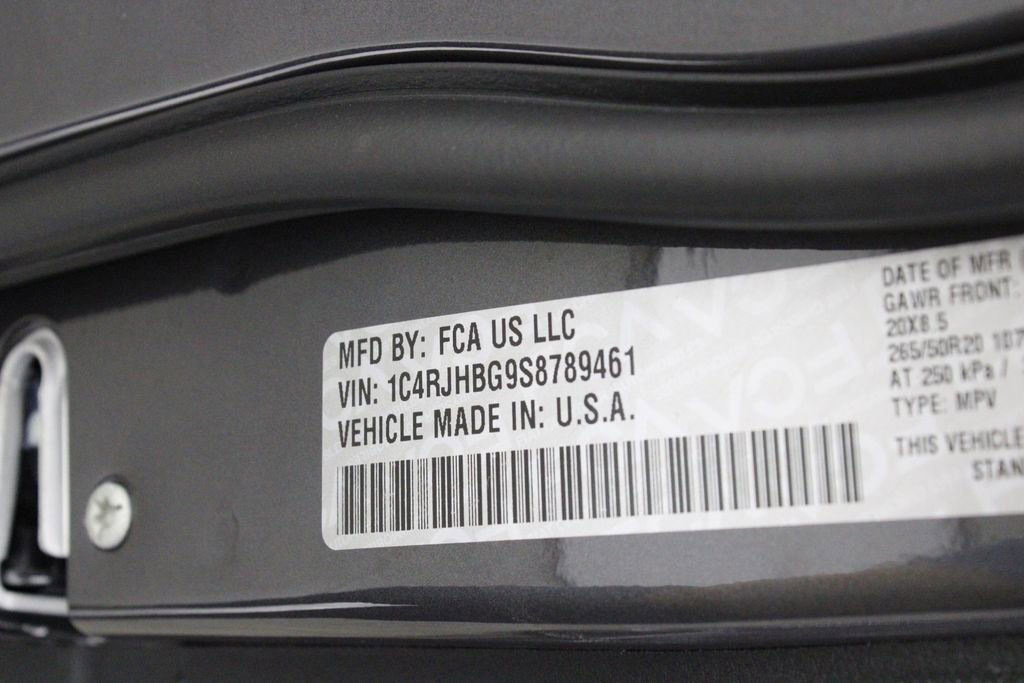 MFD BY: FCA US LLC
VIN: 1C4RJHBG9S8789461
VEHICLE MADE IN: U.S.A.
DATE OF MFR
GAWR FRONT:
20X8.5
265/50R20 107
AT 250 kPa /
TYPE: MPV
THIS VEHICLE
STAN